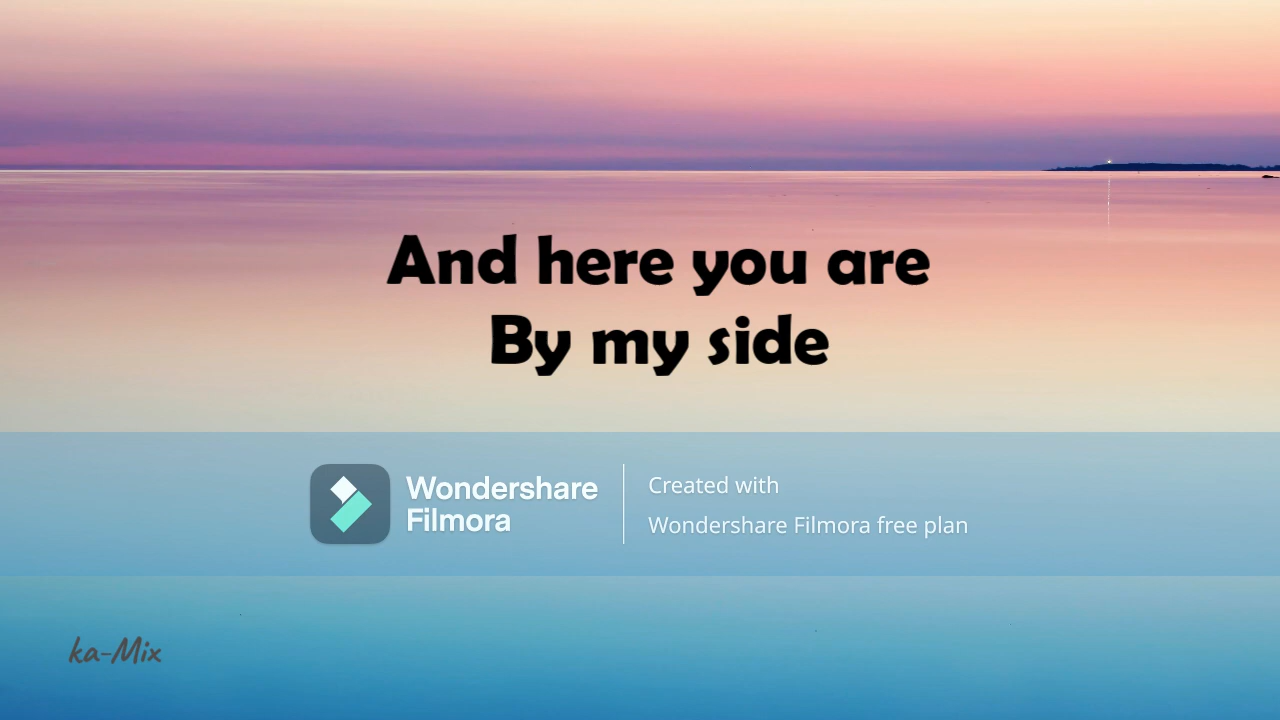 And here you are
By my side
Wondershare
Filmora
Created with
Wondershare Filmora free plan
ka-Mix